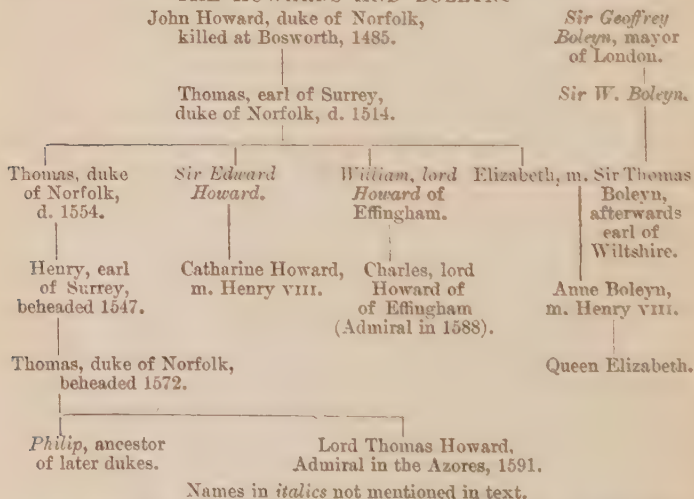 THE HOWARDS AND BOLEYNS
John Howard, duke of Norfolk,
killed at Bosworth, 1485.
Sir Geoffrey
Boleyn, mayor
of London.
Thomas, earl of Surrey,
duke of Norfolk, d. 1514.
Sir W. Boleyn.
Thomas, duke
of Norfolk,
d. 1554.
Sir Edward
Howard.
William, lord
Howard of
Effingham.
Elizabeth, m. Sir Thomas
Boleyn,
afterwards
earl of
Wiltshire.
Henry, earl
of Surrey,
beheaded 1547.
Catharine Howard,
m. Henry VIII.
Charles, lord
Howard of
of Effingham
(Admiral in 1588).
Anne Boleyn,
m. Henry VIII.
Thomas, duke of Norfolk,
beheaded 1572.
Queen Elizabeth.
Philip, ancestor
of later dukes.
Lord Thomas Howard,
Admiral in the Azores, 1591.
Names in italics not mentioned in text.